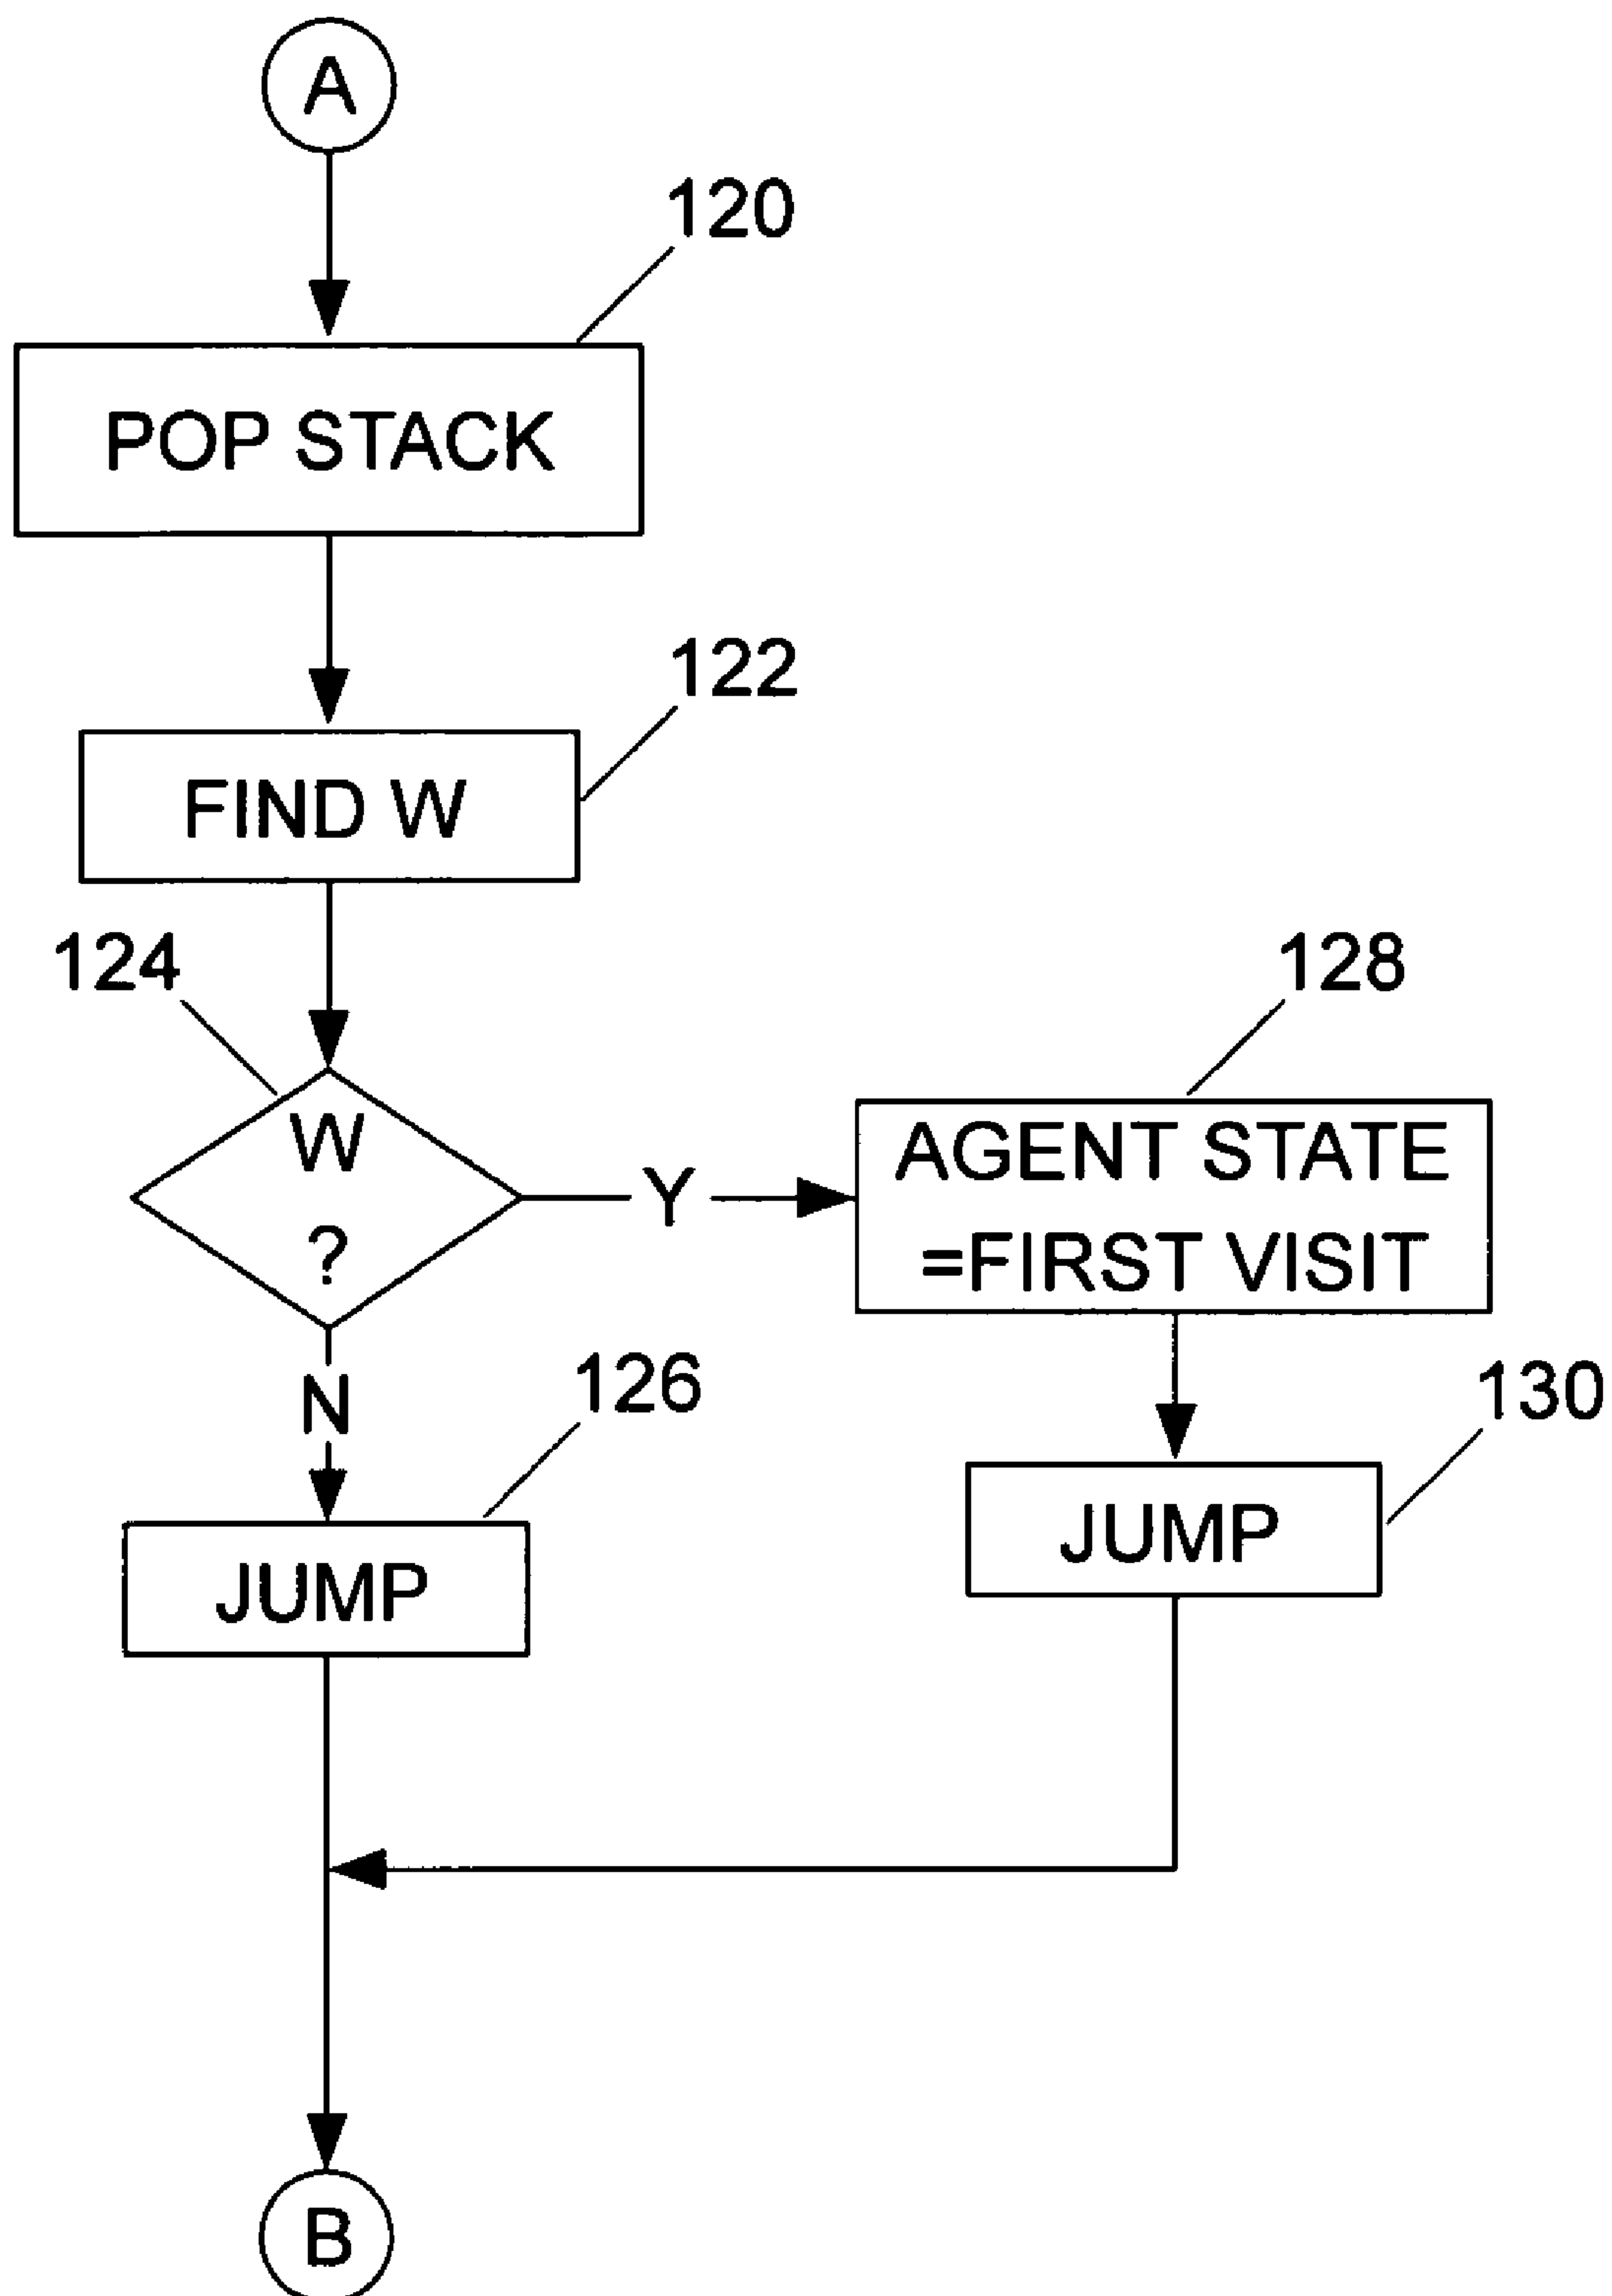 A
120
POP STACK
122
FIND W
124
W
?
Y
128
AGENT STATE
=FIRST VISIT
N
126
JUMP
130
JUMP
B